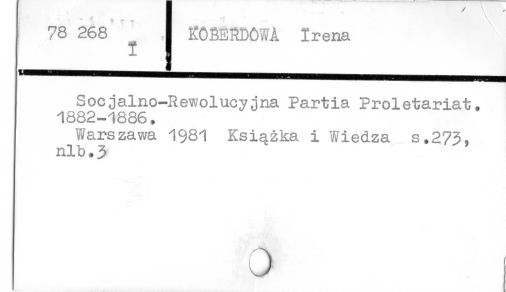 78 268
I
KOBERDOWA Irena
Socjalno-Rewolucyjna Partia Proletariat.
1882-1886.
Warszawa 1981 Książka i Wiedza s.273,
nlb.3